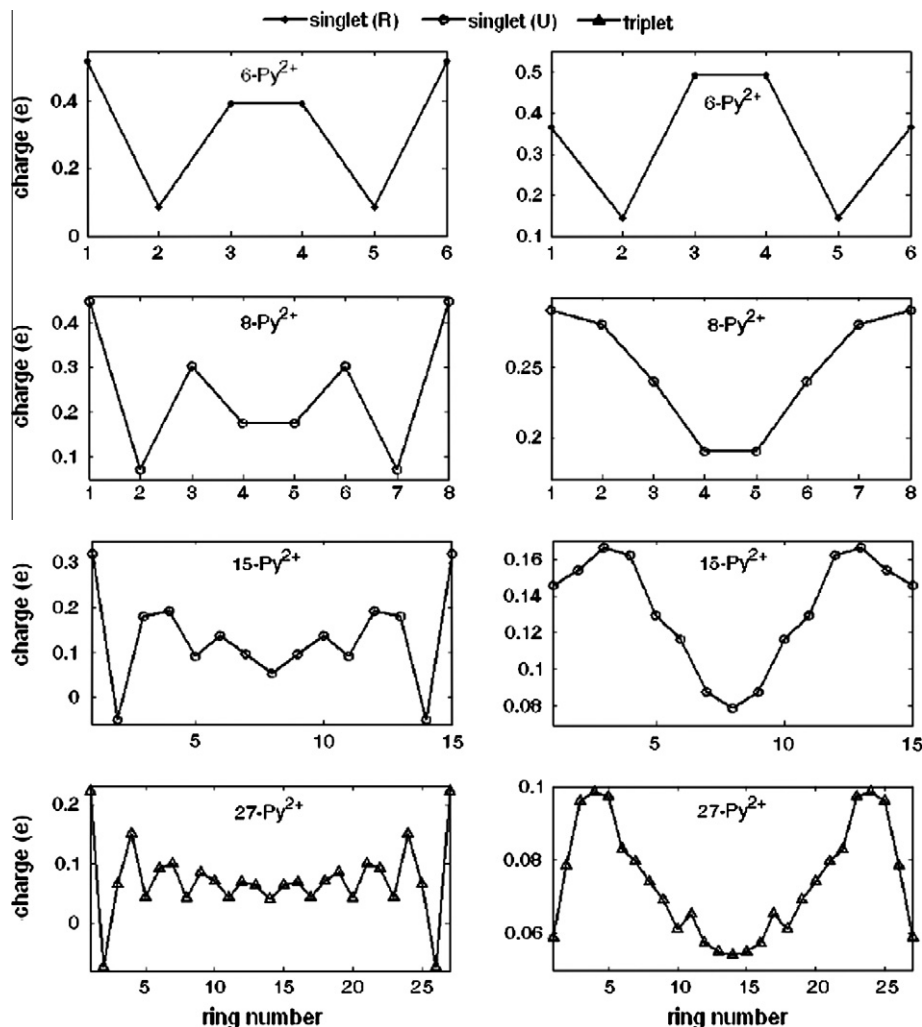 singlet (R) singlet (U) triplet
6-Py2+
charge (e)
0.4
0.2
0
1 2 3 4 5 6
6-Py2+
0.5
0.4
0.3
0.2
0.1
1 2 3 4 5 6
8-Py2+
charge (e)
0.4
0.3
0.2
0.1
1 2 3 4 5 6 7 8
8-Py2+
0.25
0.2
1 2 3 4 5 6 7 8
15-Py2+
charge (e)
0.3
0.2
0.1
0
5 10 15
15-Py2+
0.16
0.14
0.12
0.1
0.08
5 10 15
27-Py2+
charge (e)
0.2
0.1
0
5 10 15 20 25
ring number
27-Py2+
0.1
0.08
0.06
5 10 15 20 25
ring number